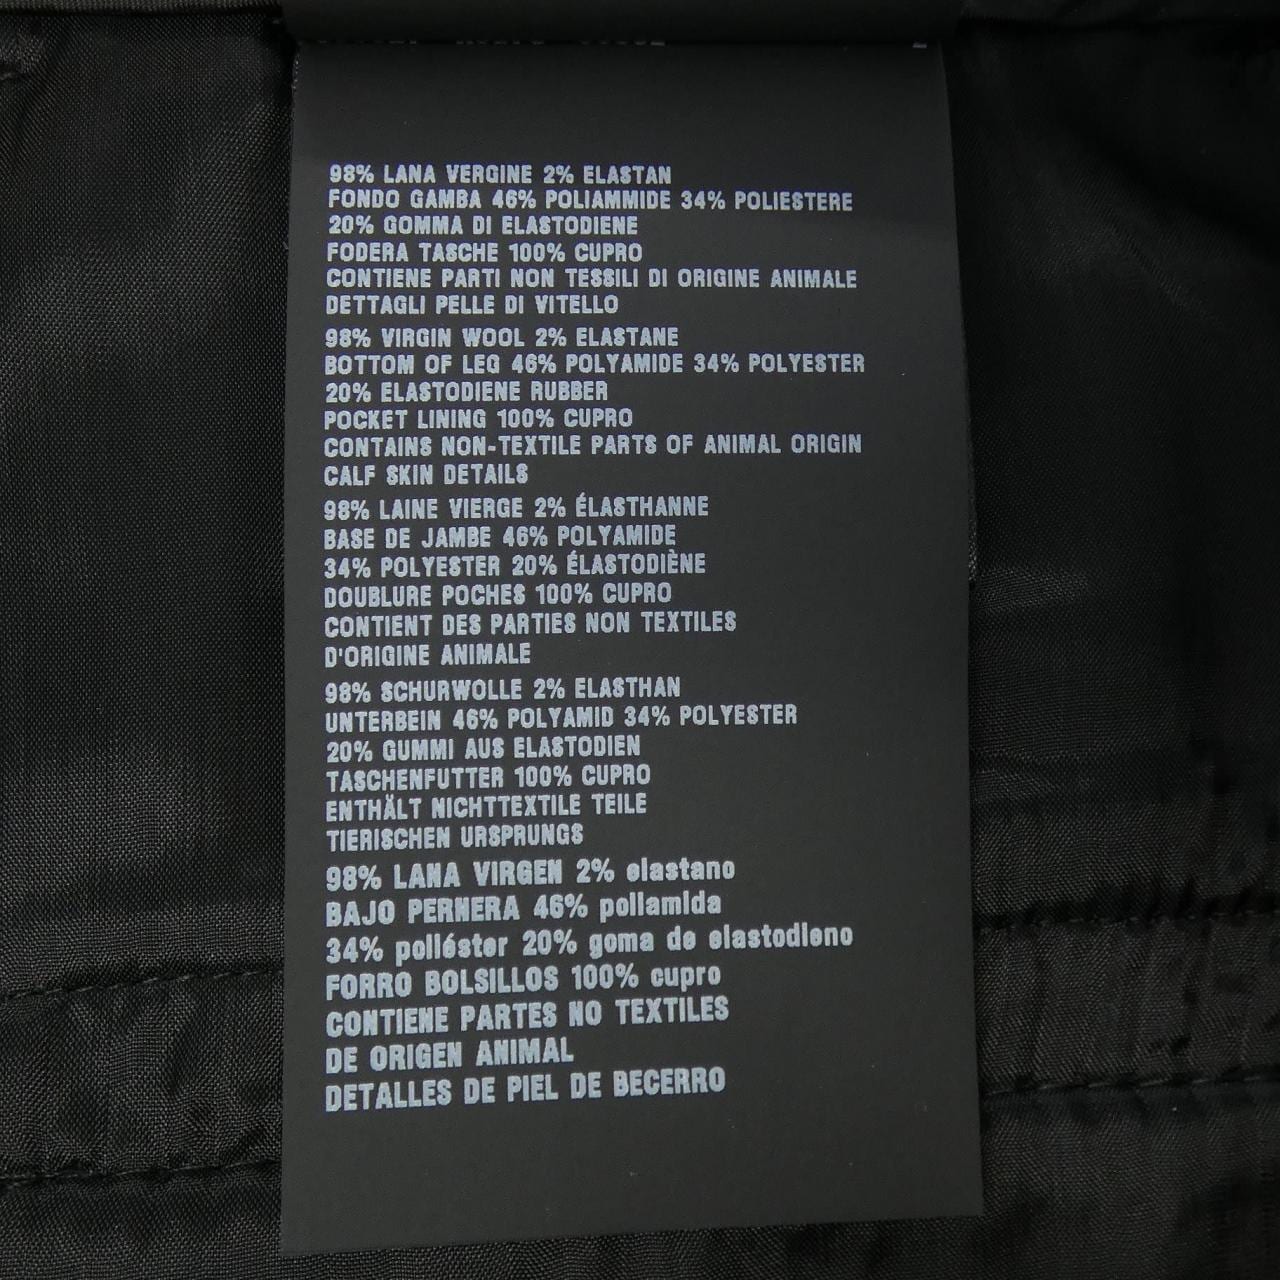 98% LANA VERGINE 2% ELASTAN
FONDO GAMBA 46% POLIAMMIDE 34% POLIESTERE
20% GOMMA DI ELASTODIENE
FODERA TASCHE 100% CUPRO
CONTIENE PARTI NON TESSILI DI ORIGINE ANIMALE
DETTAGLI PELLE DI VITELLO
98% VIRGIN WOOL 2% ELASTANE
BOTTOM OF LEG 46% POLYAMIDE 34% POLYESTER
20% ELASTODIENE RUBBER
POCKET LINING 100% CUPRO
CONTAINS NON-TEXTILE PARTS OF ANIMAL ORIGIN
CALF SKIN DETAILS
98% LAINE VIERGE 2% ÉLASTHANNE
BASE DE JAMBE 46% POLYAMIDE
34% POLYESTER 20% ÉLASTODIÈNE
DOUBLURE POCHES 100% CUPRO
CONTIENT DES PARTIES NON TEXTILES
D'ORIGINE ANIMALE
98% SCHURWOLLE 2% ELASTHAN
UNTERBEIN 46% POLYAMID 34% POLYESTER
20% GUMMI AUS ELASTODIEN
TASCHENFUTTER 100% CUPRO
ENTHÄLT NICHTTEXTILE TEILE
TIERISCHEN URSPRUNGS
98% LANA VIRGEN 2% elastano
BAJO PERNERA 46% poliamida
34% poliéster 20% goma de elastodieno
FORRO BOLSILLOS 100% cupro
CONTIENE PARTES NO TEXTILES
DE ORIGEN ANIMAL
DETALLES DE PIEL DE BECERRO